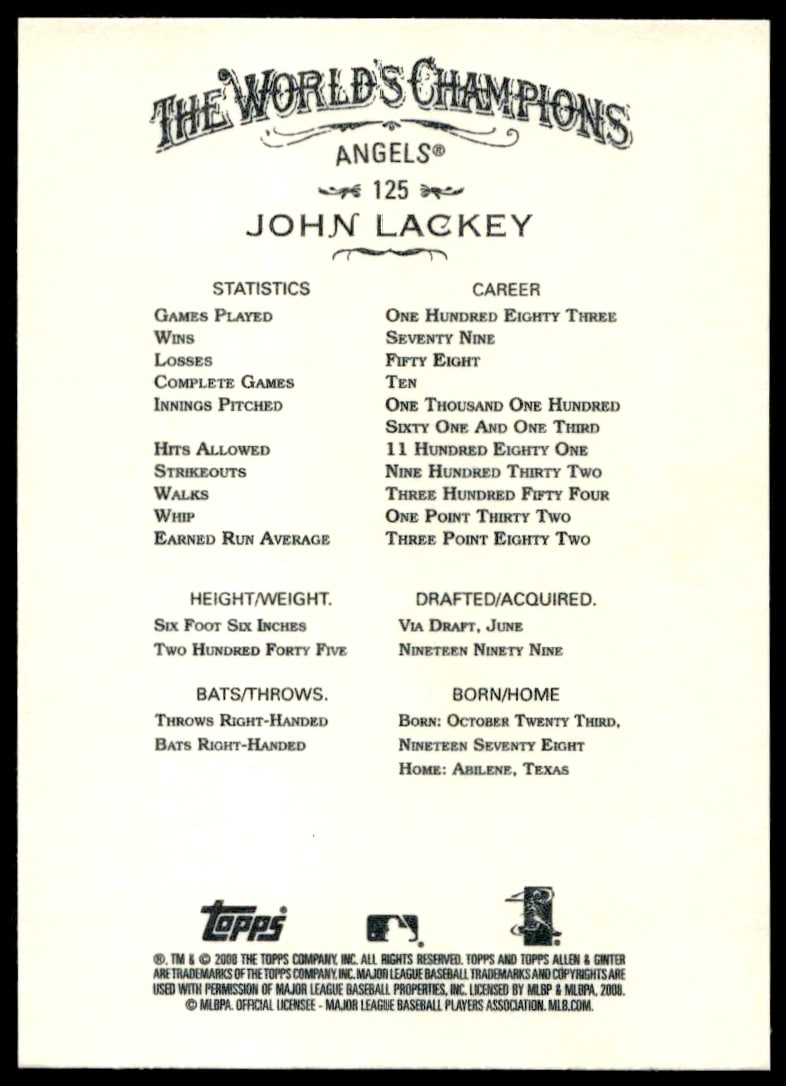 THE WORLD'S CHAMPIONS
ANGELS®
125
JOHN LACKEY
STATISTICS CAREER
GAMES PLAYED ONE HUNDRED EIGHTY THREE
WINS SEVENTY NINE
LOSSES FIFTY EIGHT
COMPLETE GAMES TEN
INNINGS PITCHED ONE THOUSAND ONE HUNDRED
SIXTY ONE AND ONE THIRD
HITS ALLOWED 11 HUNDRED EIGHTY ONE
STRIKEOUTS NINE HUNDRED THIRTY TWO
WALKS THREE HUNDRED FIFTY FOUR
WHIP ONE POINT THIRTY TWO
EARNED RUN AVERAGE THREE POINT EIGHTY TWO
HEIGHT/WEIGHT.
SIX FOOT SIX INCHES
TWO HUNDRED FORTY FIVE
DRAFTED/ACQUIRED.
VIA DRAFT, JUNE
NINETEEN NINETY NINE
BATS/THROWS.
THROWS RIGHT-HANDED
BATS RIGHT-HANDED
BORN/HOME
BORN: OCTOBER TWENTY THIRD,
NINETEEN SEVENTY EIGHT
HOME: ABILENE, TEXAS
Topps
®, TM & © 2008 THE TOPPS COMPANY, INC. ALL RIGHTS RESERVED. TOPPS AND TOPPS ALLEN & GINTER
ARE TRADEMARKS OF THE TOPPS COMPANY, INC. MAJOR LEAGUE BASEBALL TRADEMARKS AND COPYRIGHTS ARE
USED WITH PERMISSION OF MAJOR LEAGUE BASEBALL PROPERTIES, INC. LICENSED BY MLBP & MLBPA, 2008.
© MLBPA. OFFICIAL LICENSEE - MAJOR LEAGUE BASEBALL PLAYERS ASSOCIATION. MLB.COM.